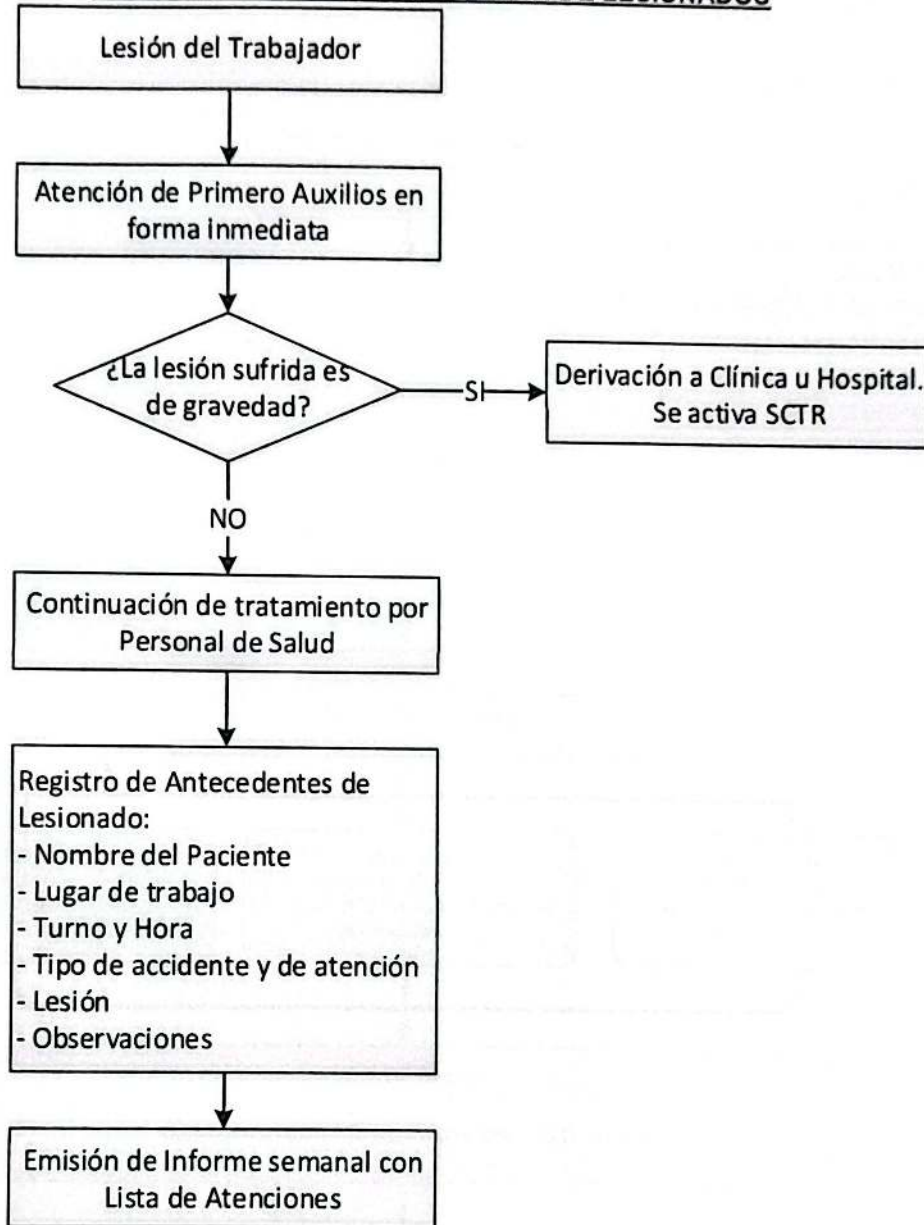 LESIONADOS
Lesión del Trabajador
Atención de Primero Auxilios en
forma inmediata
¿La lesión sufrida es
de gravedad?
SI
Derivación a Clínica u Hospital.
Se activa SCTR
NO
Continuación de tratamiento por
Personal de Salud
Registro de Antecedentes de
Lesionado:
- Nombre del Paciente
- Lugar de trabajo
- Turno y Hora
- Tipo de accidente y de atención
- Lesión
- Observaciones
Emisión de Informe semanal con
Lista de Atenciones